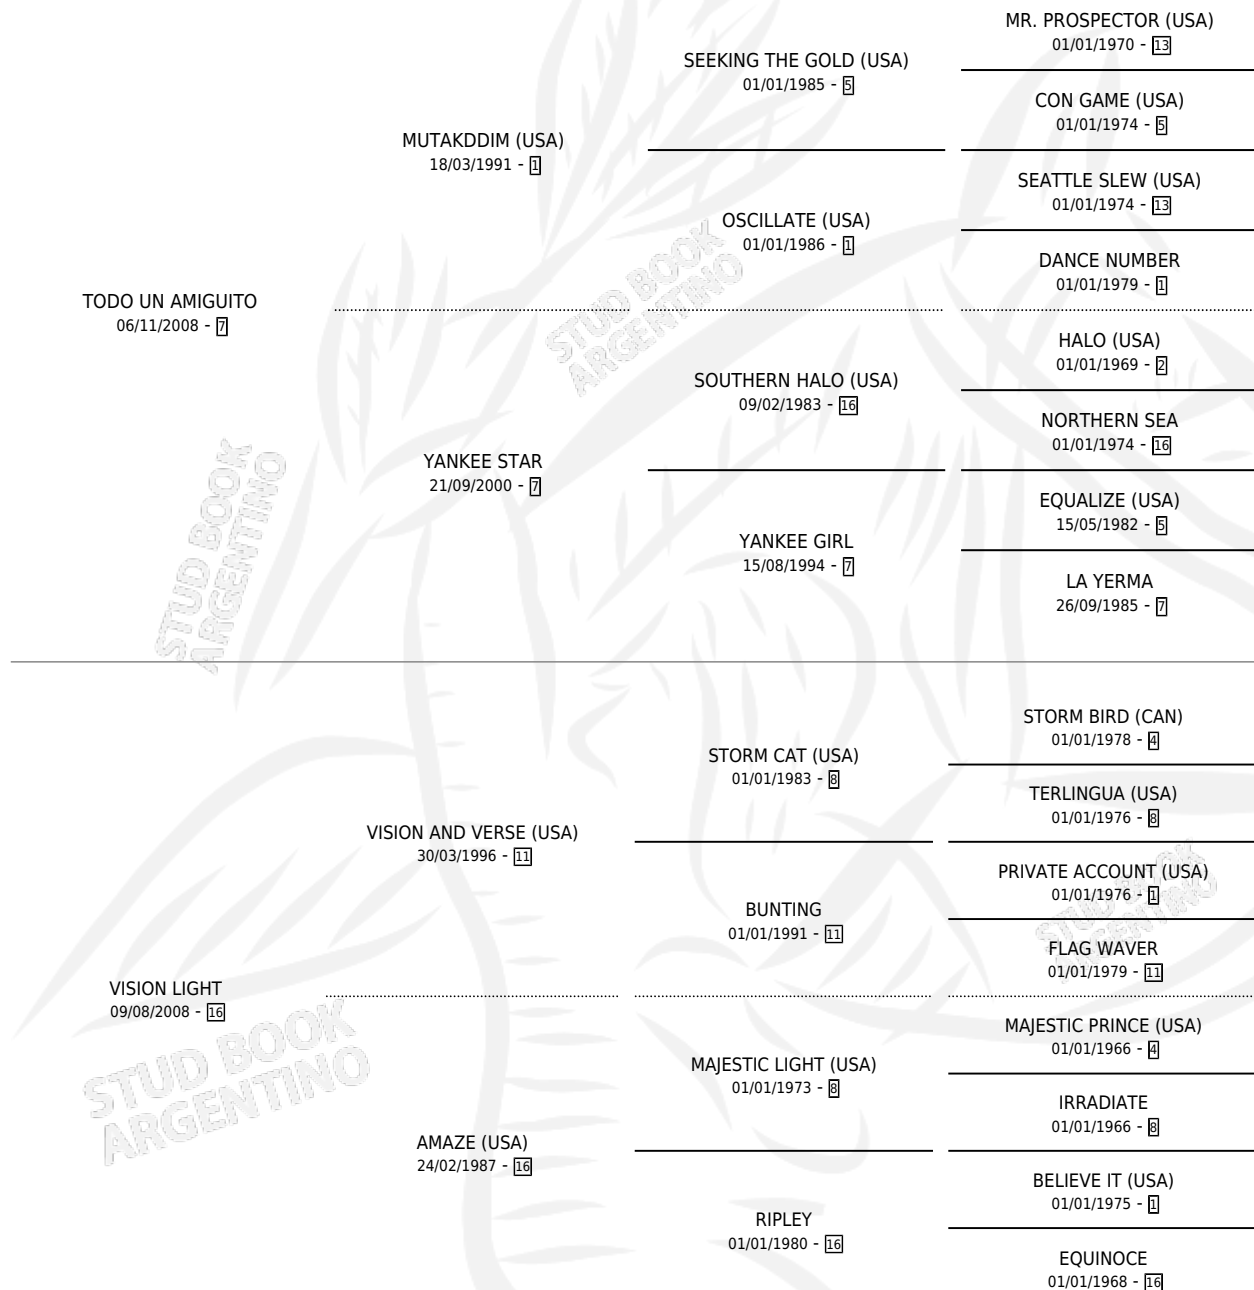 MR. PROSPECTOR (USA)
01/01/1970 - 13
SEEKING THE GOLD (USA)
01/01/1985 - 5
CON GAME (USA)
01/01/1974 - 5
MUTAKDDIM (USA)
18/03/1991 - 1
SEATTLE SLEW (USA)
01/01/1974 - 13
OSCILLATE (USA)
01/01/1986 - 1
DANCE NUMBER
01/01/1979 - 1
TODO UN AMIGUITO
06/11/2008 - 7
HALO (USA)
01/01/1969 - 2
SOUTHERN HALO (USA)
09/02/1983 - 16
NORTHERN SEA
01/01/1974 - 16
YANKEE STAR
21/09/2000 - 7
EQUALIZE (USA)
15/05/1982 - 5
YANKEE GIRL
15/08/1994 - 7
LA YERMA
26/09/1985 - 7
STORM BIRD (CAN)
01/01/1978 - 4
STORM CAT (USA)
01/01/1983 - 8
TERLINGUA (USA)
01/01/1976 - 8
VISION AND VERSE (USA)
30/03/1996 - 11
PRIVATE ACCOUNT (USA)
01/01/1976 - 1
BUNTING
01/01/1991 - 11
FLAG WAVER
01/01/1979 - 11
VISION LIGHT
09/08/2008 - 16
MAJESTIC PRINCE (USA)
01/01/1966 - 4
MAJESTIC LIGHT (USA)
01/01/1973 - 8
IRRADIATE
01/01/1966 - 8
AMAZE (USA)
24/02/1987 - 16
BELIEVE IT (USA)
01/01/1975 - 1
RIPLEY
01/01/1980 - 16
EQUINOCE
01/01/1968 - 16
STUD BOOK
ARGENTINO
STUD BOOK
ARGENTINO
STUD BOOK
ARGENTINO
STUD BOOK
ARGENTINO